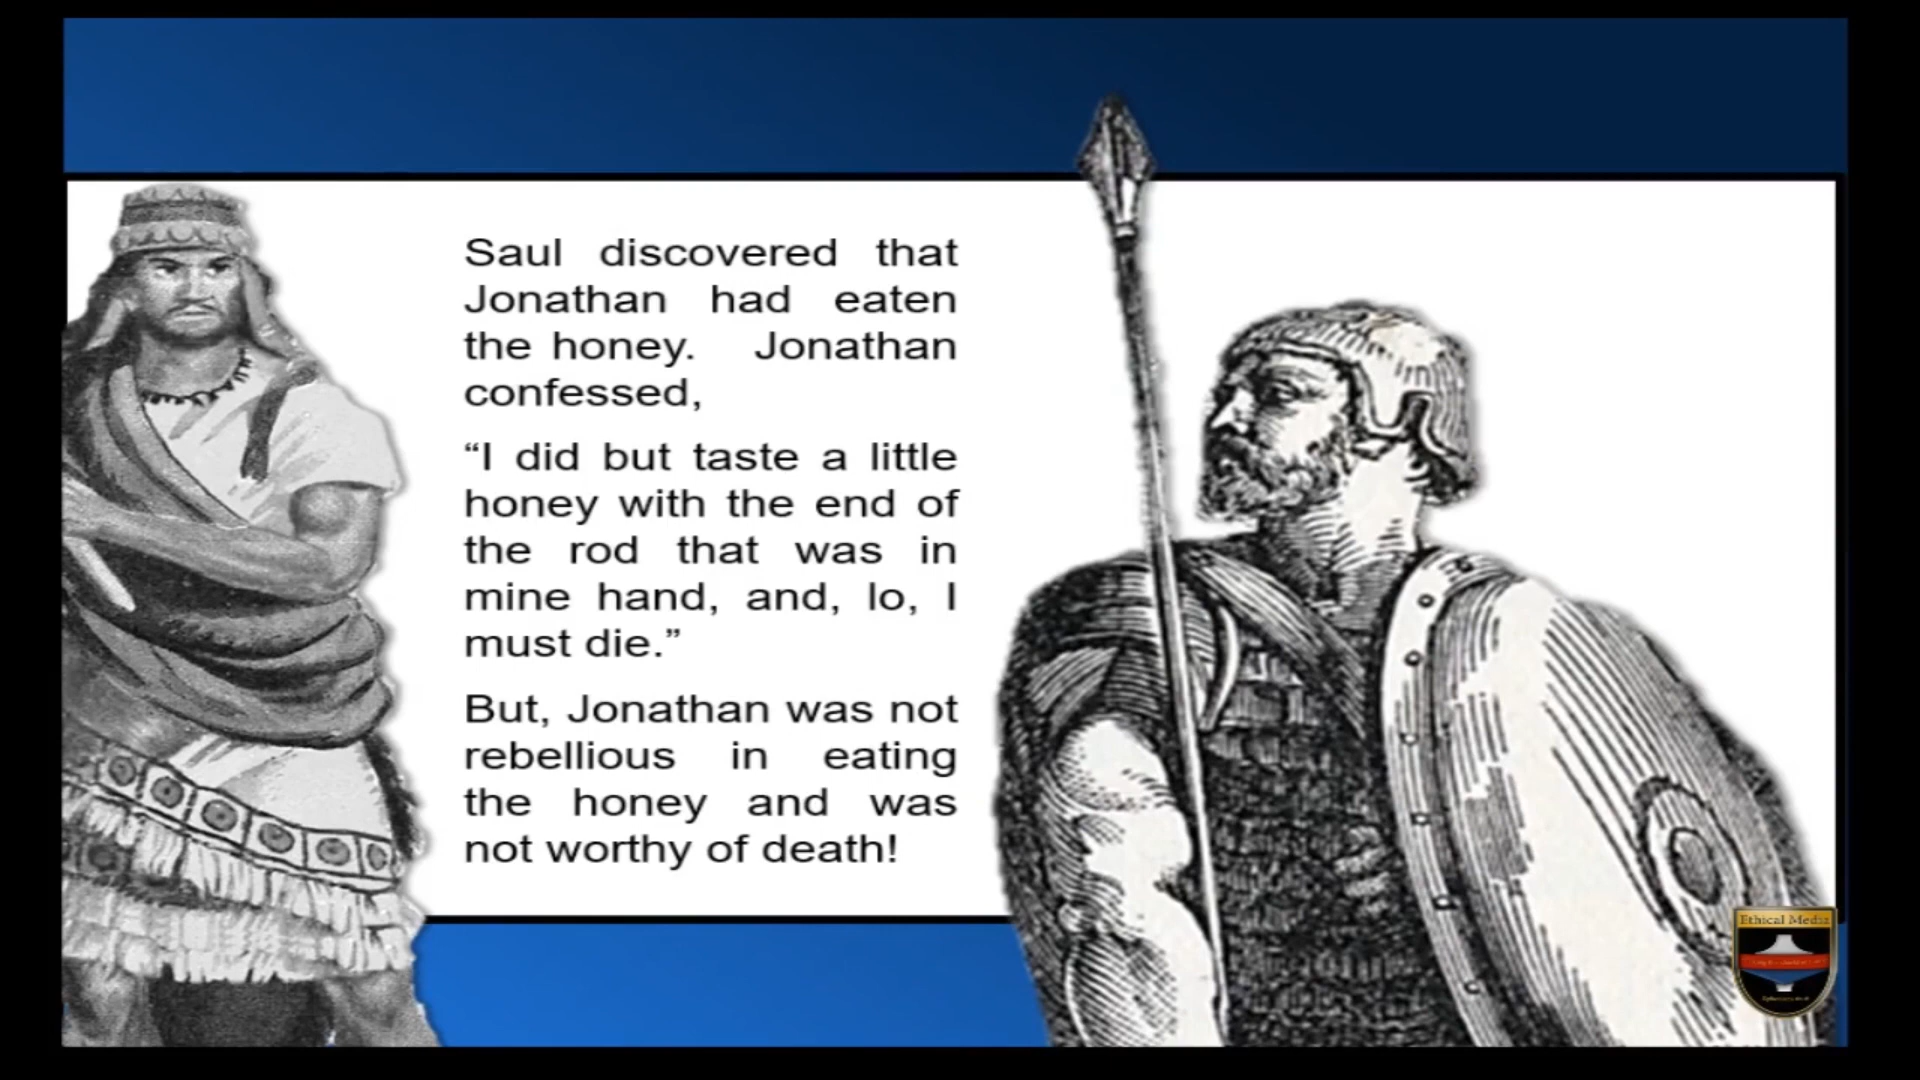 Saul discovered that
Jonathan had eaten
the honey. Jonathan
confessed,
“I did but taste a little
honey with the end of
the rod that was in
mine hand, and, lo, I
must die.”
But, Jonathan was not
rebellious in eating
the honey and was
not worthy of death!
Ethical Media